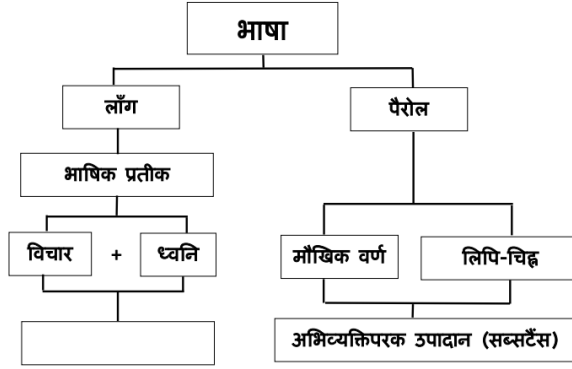 भाषा
लाँग
पैरोल
भाषिक प्रतीक
विचार + ध्वनि
मौखिक वर्ण
लिपि-चिह्न
अभिव्यक्तिपरक उपादान (सब्सटैंस)